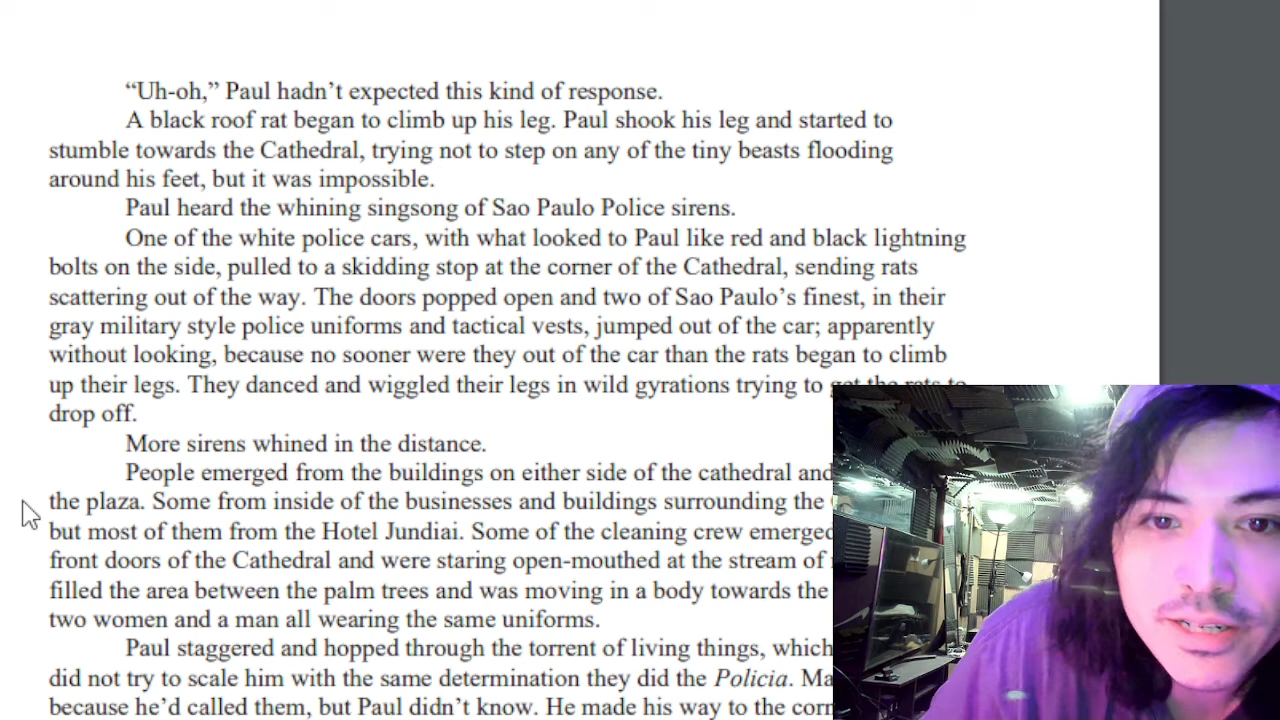 “Uh-oh,” Paul hadn’t expected this kind of response.
A black roof rat began to climb up his leg. Paul shook his leg and started to
stumble towards the Cathedral, trying not to step on any of the tiny beasts flooding
around his feet, but it was impossible.
Paul heard the whining singsong of Sao Paulo Police sirens.
One of the white police cars, with what looked to Paul like red and black lightning
bolts on the side, pulled to a skidding stop at the corner of the Cathedral, sending rats
scattering out of the way. The doors popped open and two of Sao Paulo’s finest, in their
gray military style police uniforms and tactical vests, jumped out of the car; apparently
without looking, because no sooner were they out of the car than the rats began to climb
up their legs. They danced and wiggled their legs in wild gyrations trying to get the rats to
drop off.
More sirens whined in the distance.
People emerged from the buildings on either side of the cathedral and
the plaza. Some from inside of the businesses and buildings surrounding the
but most of them from the Hotel Jundiai. Some of the cleaning crew emerged
front doors of the Cathedral and were staring open-mouthed at the stream of
filled the area between the palm trees and was moving in a body towards the
two women and a man all wearing the same uniforms.
Paul staggered and hopped through the torrent of living things, which
did not try to scale him with the same determination they did the Policia.
because he’d called them, but Paul didn’t know. He made his way to the